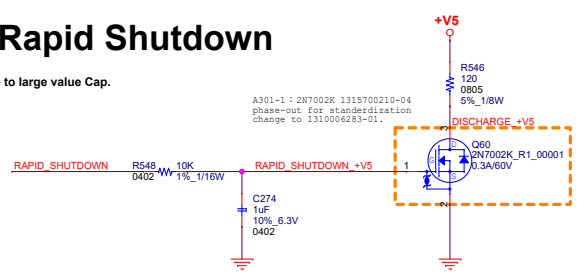 Rapid Shutdown
to large value Cap.
+V5
R546
120
0805
5%_1/8W
A301-1 : 2N7002K 1315700210-04
phase-out for standerdization
change to 1310006283-01.
DISCHARGE_+V5
3
D
Q60
2N7002K_R1_00001
0.3A/60V
G
S
1
2
RAPID_SHUTDOWN
R548
0402
10K
1%_1/16W
RAPID_SHUTDOWN_+V5
C274
1uF
10%_6.3V
0402